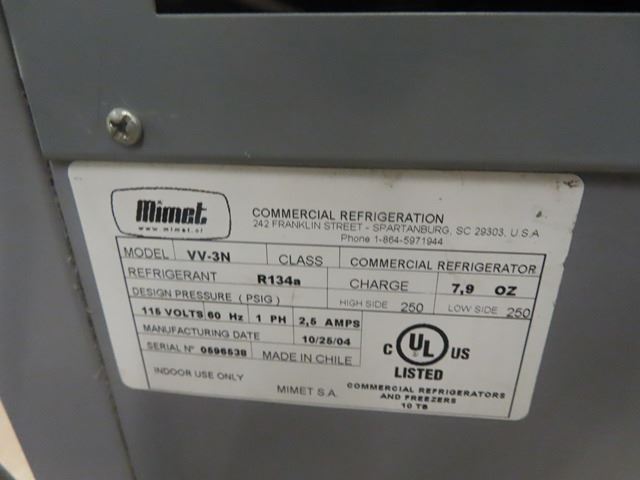 Mimet
www.mimet.cl
COMMERCIAL REFRIGERATION
242 FRANKLIN STREET - SPARTANBURG, SC 29303, U.S.A
Phone 1-864-5971944
MODEL VV-3N CLASS COMMERCIAL REFRIGERATOR
REFRIGERANT R134a CHARGE 7,9 OZ
DESIGN PRESSURE ( PSIG ) HIGH SIDE 250 LOW SIDE 250
115 VOLTS 60 Hz 1 PH 2,5 AMPS
MANUFACTURING DATE 10/25/04
SERIAL N° 0596538 MADE IN CHILE
C UL US
LISTED
INDOOR USE ONLY MIMET S.A.
COMMERCIAL REFRIGERATORS
AND FREEZERS
10 TB